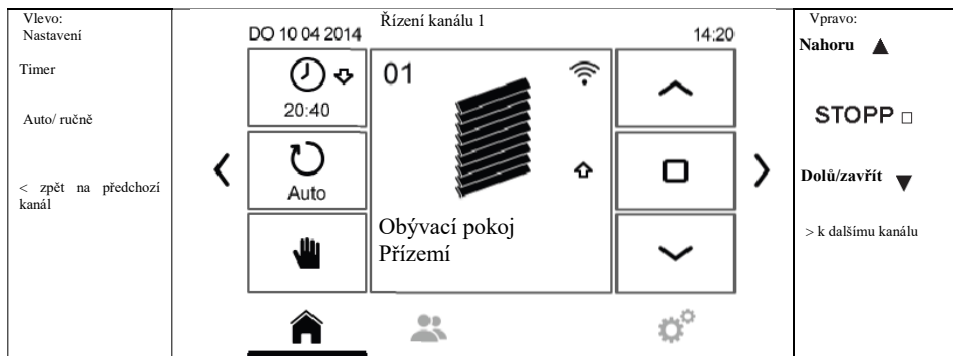 Vlevo:
Nastavení
Timer
Auto/ ručně
< zpět na předchozí
kanál
Řízení kanálu 1
DO 10 04 2014
14:20
20:40
01
Auto
Obývací pokoj
Přízemí
Vpravo:
Nahoru ▲
STOPP □
Dolů/zavřít ▼
> k dalšímu kanálu